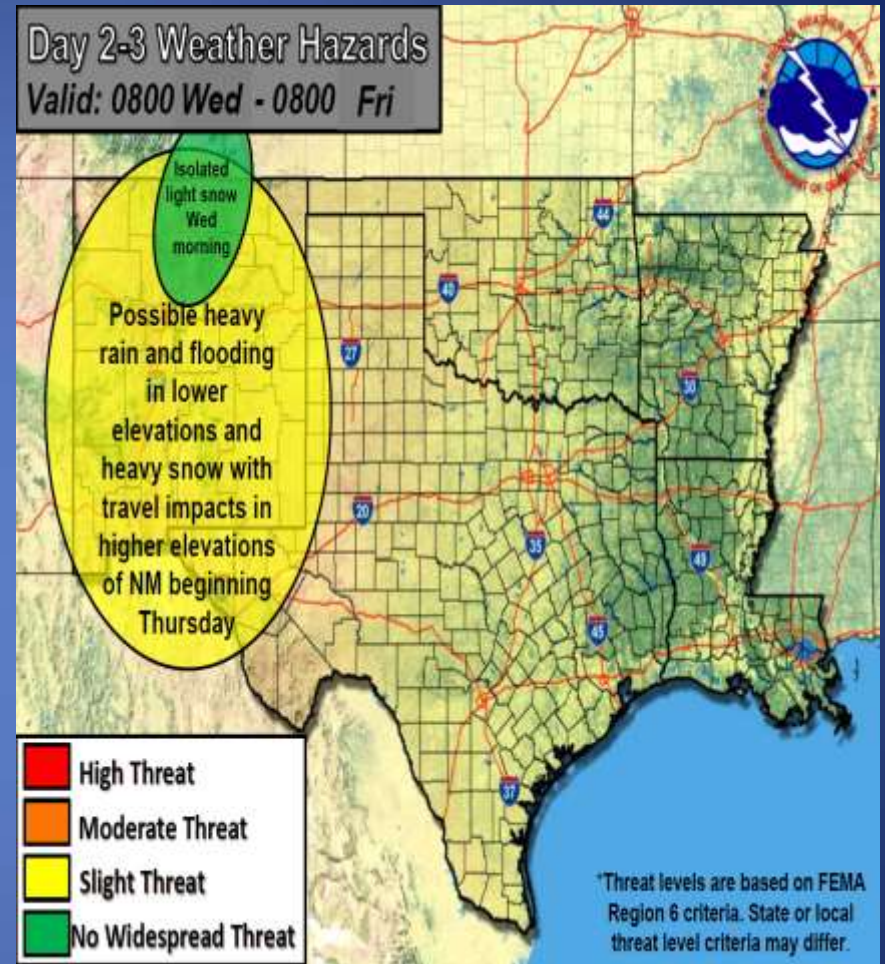 Day 2-3 Weather Hazards
Valid: 0800 Wed - 0800 Fri
Isolated
light snow
Wed
morning
44
40
Possible heavy
rain and flooding
in lower
elevations and
heavy snow with
travel impacts in
higher elevations
of NM beginning
Thursday
27
30
20
35
49
45
37
High Threat
Moderate Threat
Slight Threat
No Widespread Threat
*Threat levels are based on FEMA
Region 6 criteria. State or local
threat level criteria may differ.